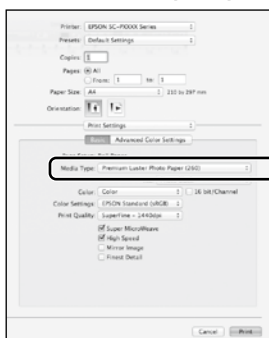 Printer: EPSON SC-PXXXX Series
Presets: Default Settings
Copies: 1
Pages: All
From: 1 to: 1
Paper Size: A4 210 by 297 mm
Orientation:
Print Settings
Basic Advanced Color Settings
Media Type: Premium Luster Photo Paper (260)
Color: Color 16 bit/Channel
Color Settings: EPSON Standard (sRGB)
Print Quality: SuperFine - 1440dpi
Super MicroWeave
High Speed
Mirror Image
Finest Detail
Cancel Print